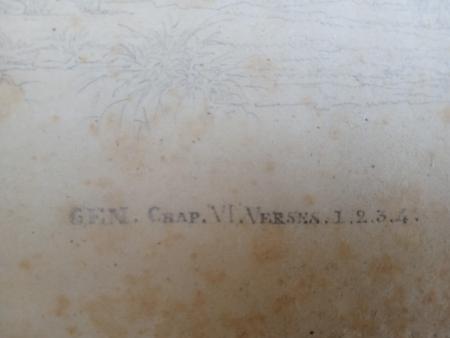 GEN. CHAP. VI. VERSES. 1. 2. 3. 4.